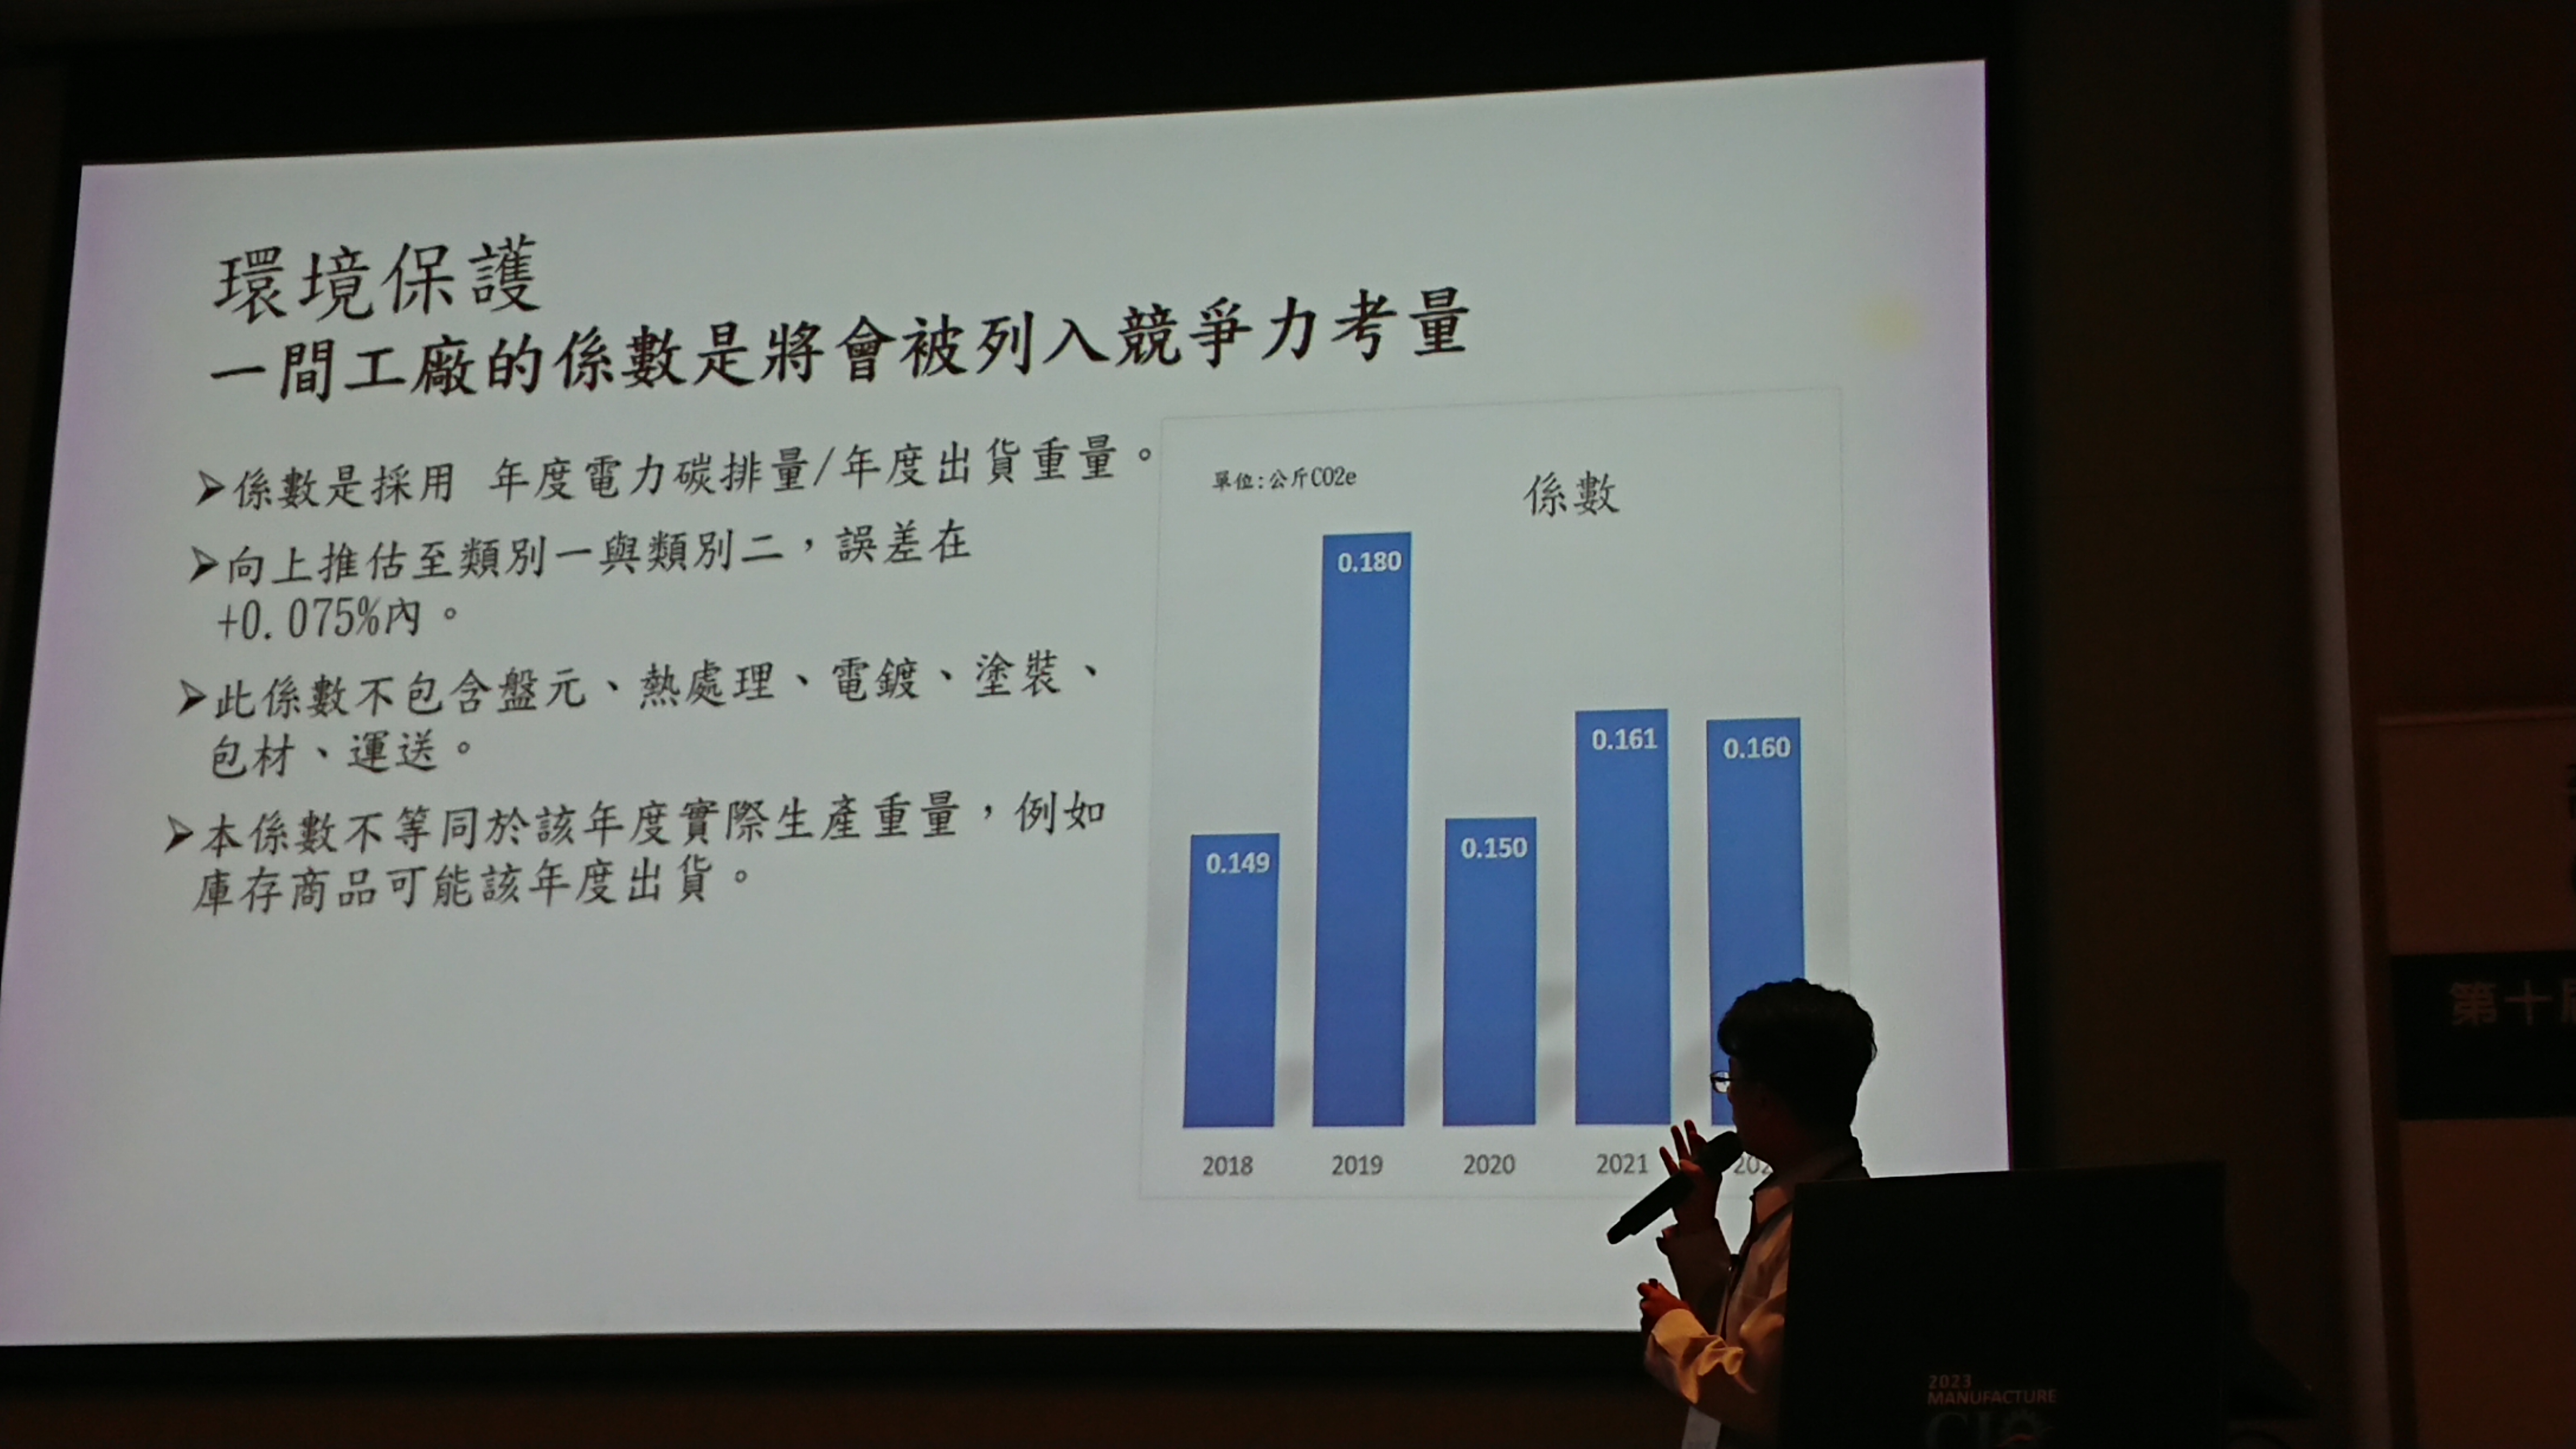 環境保護
一間工廠的係數是將會被列入競爭力考量
➢係數是採用 年度電力碳排量/年度出貨重量。
➢向上推估至類別一與類別二，誤差在
+0.075%內。
➢此係數不包含盤元、熱處理、電鍍、塗裝、
包材、運送。
➢本係數不等同於該年度實際生產重量，例如
庫存商品可能該年度出貨。
單位:公斤CO2e
係數
0.149
0.180
0.150
0.161
0.160
2018
2019
2020
2021
202
第十
2023
MANUFACTURE